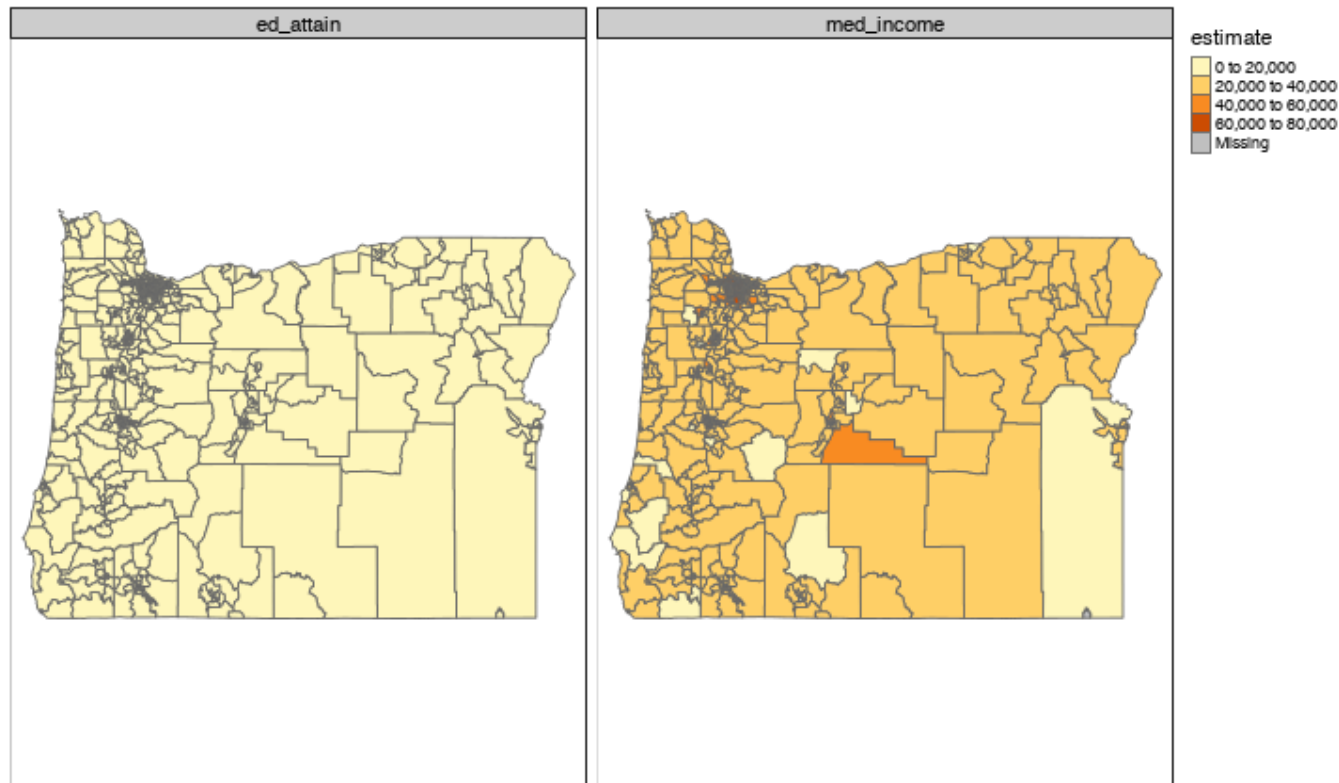 ed_attain
med_income
estimate
0 to 20,000
20,000 to 40,000
40,000 to 60,000
60,000 to 80,000
Missing